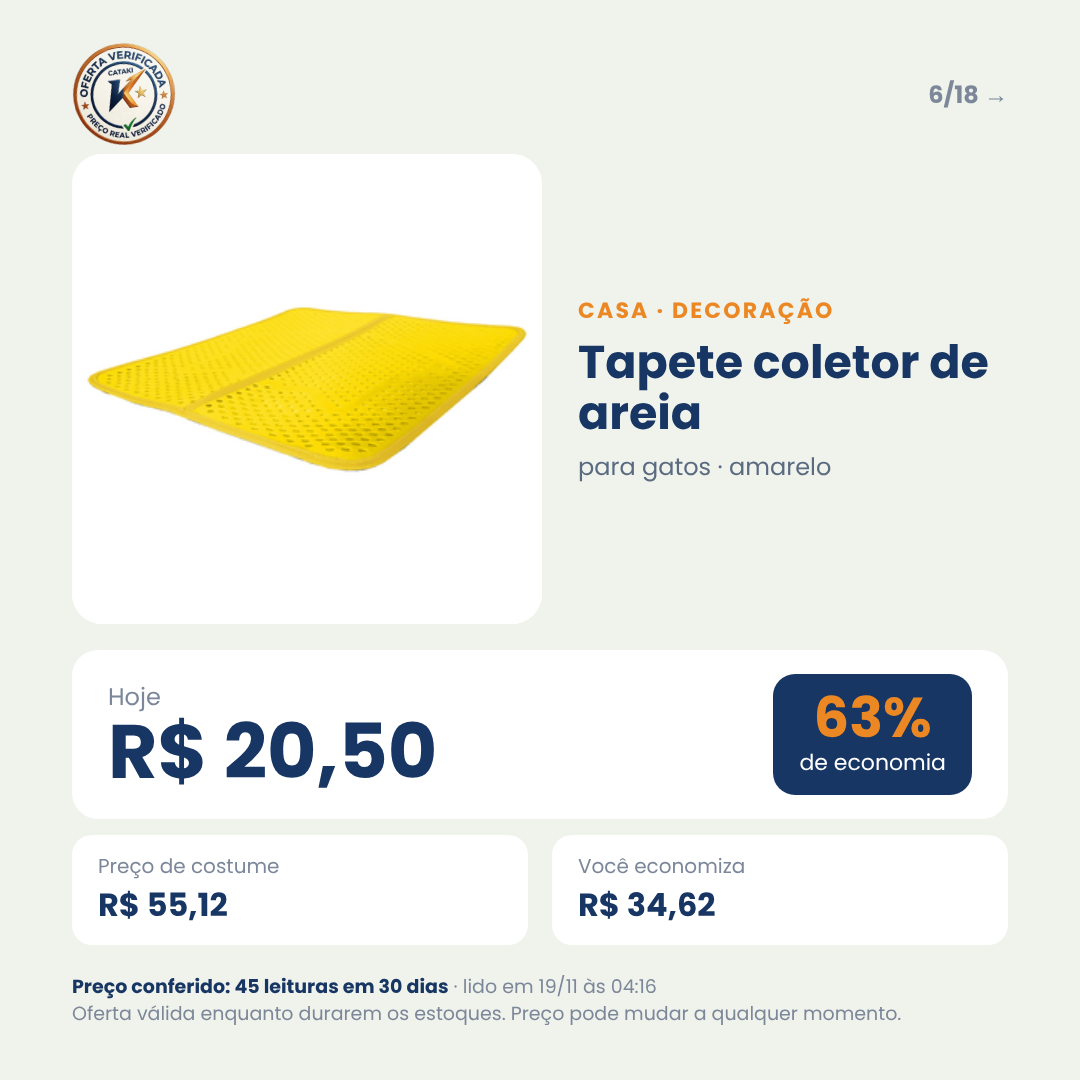 OFERTA VERIFICADA
CATAKI
K
PREÇO REAL VERIFICADO
6/18 →
CASA · DECORAÇÃO
Tapete coletor de
areia
para gatos · amarelo
Hoje
R$ 20,50
63%
de economia
Preço de costume
R$ 55,12
Você economiza
R$ 34,62
Preço conferido: 45 leituras em 30 dias · lido em 19/11 às 04:16
Oferta válida enquanto durarem os estoques. Preço pode mudar a qualquer momento.